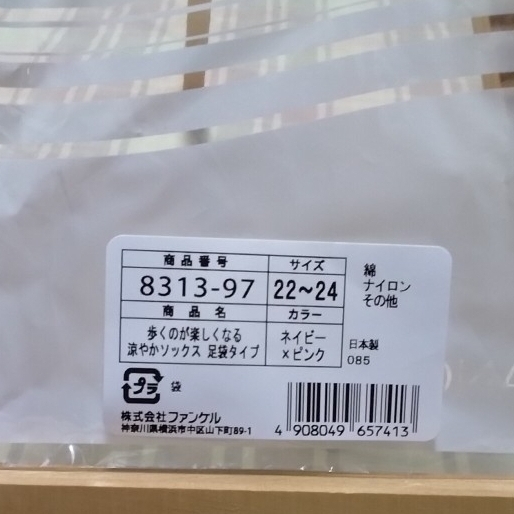 商品番号 サイズ
8313-97 22～24
商品名 カラー
歩くのが楽しくなる
涼やかソックス 足袋タイプ
ネイビー
×ピンク
綿
ナイロン
その他
日本製
085
プラ 袋
株式会社ファンケル
神奈川県横浜市中区山下町89-1
4 908049 657413